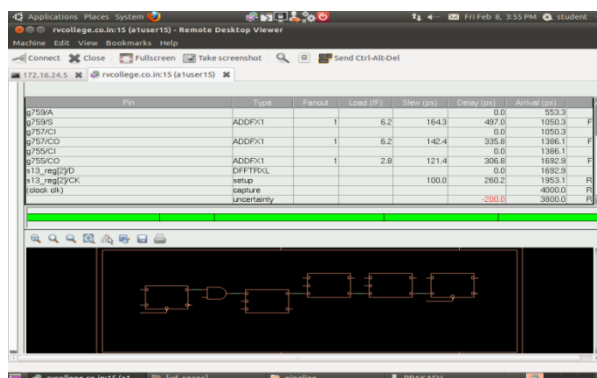 Applications Places System
Fri Feb 8, 3:55 PM student
rvcollege.co.in:15 (a1user15) - Remote Desktop Viewer
Machine Edit View Bookmarks Help
Connect Close Fullscreen Take screenshot Send Ctrl-Alt-Del
172.16.24.5 rvcollege.co.in:15 (a1user15)
Pin Type Fanout Load (fF) Slew (ps) Delay (ps) Arrival (ps)
g759/A 0.0 553.3
g759/S ADDFX1 1 6.2 164.3 497.0 1050.3 F
g757/CI 0.0 1050.3
g757/CO ADDFX1 1 6.2 142.4 335.8 1386.1 F
g755/CI 0.0 1386.1
g755/CO ADDFX1 1 2.8 121.4 306.8 1692.9 F
s13_reg[2]/D DFFTRXL 0.0 1692.9
s13_reg[2]/CK setup 100.0 260.2 1953.1 R
(clock clk) capture 4000.0 R
uncertainty -200.0 3800.0 R